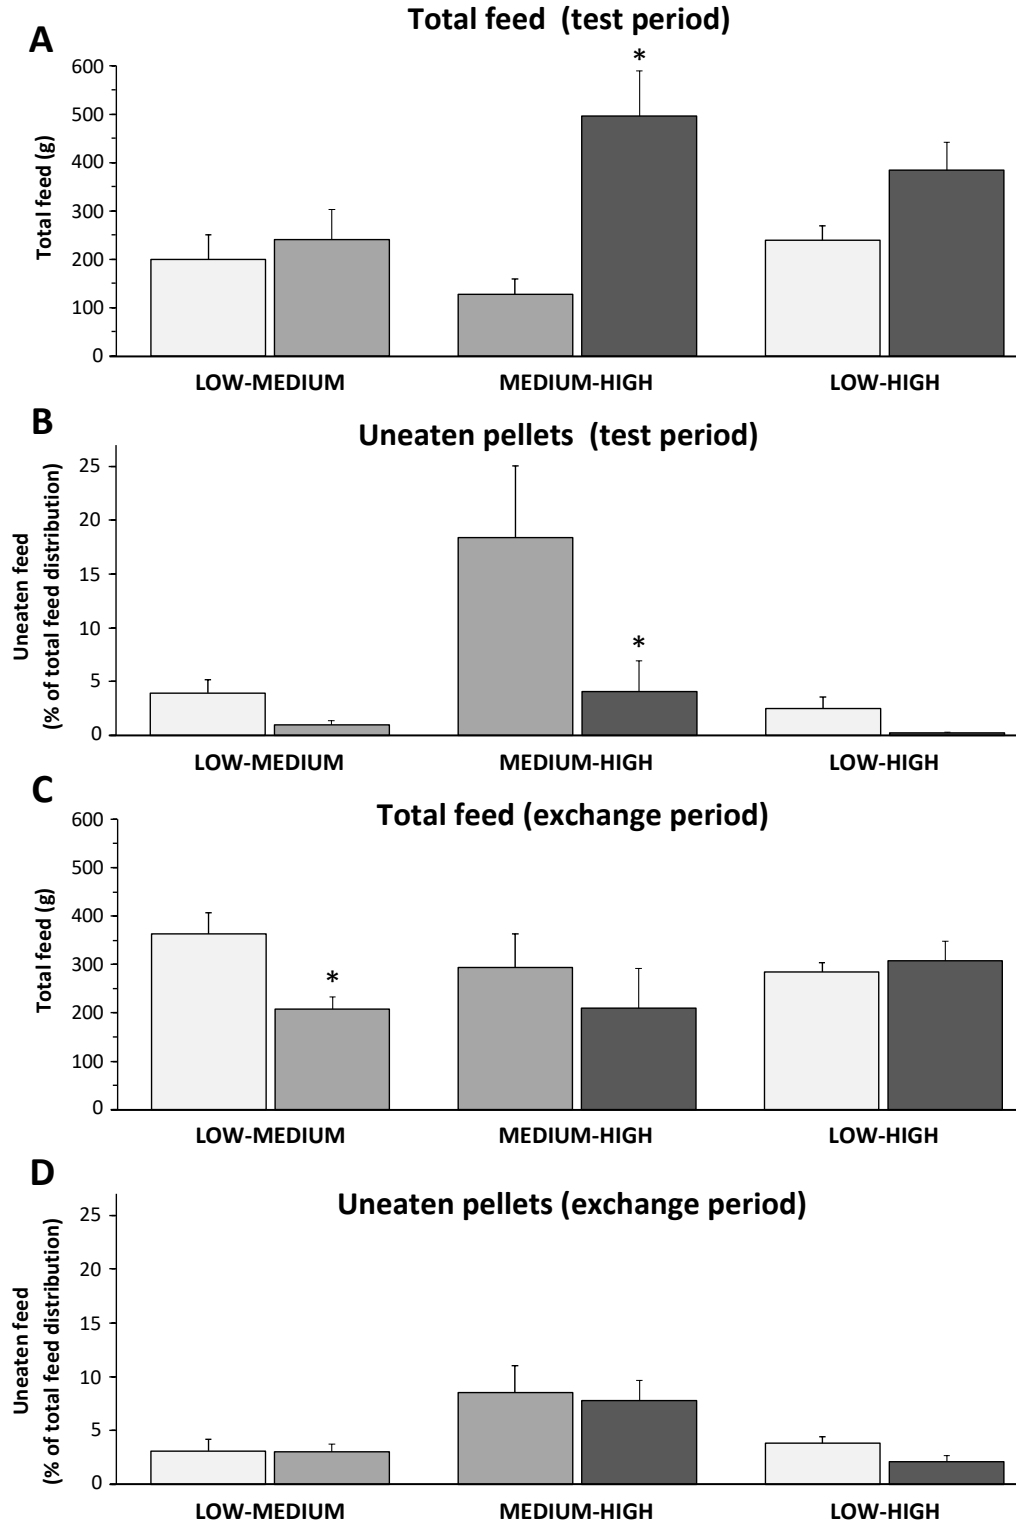 A
Total feed (test period)
Total feed (g)
600
500
400
300
200
100
0
*
LOW-MEDIUM
MEDIUM-HIGH
LOW-HIGH
B
Uneaten pellets (test period)
Uneaten feed
(% of total feed distribution)
25
20
15
10
5
0
*
LOW-MEDIUM
MEDIUM-HIGH
LOW-HIGH
C
Total feed (exchange period)
Total feed (g)
600
500
400
300
200
100
0
*
LOW-MEDIUM
MEDIUM-HIGH
LOW-HIGH
D
Uneaten pellets (exchange period)
Uneaten feed
(% of total feed distribution)
25
20
15
10
5
0
LOW-MEDIUM
MEDIUM-HIGH
LOW-HIGH